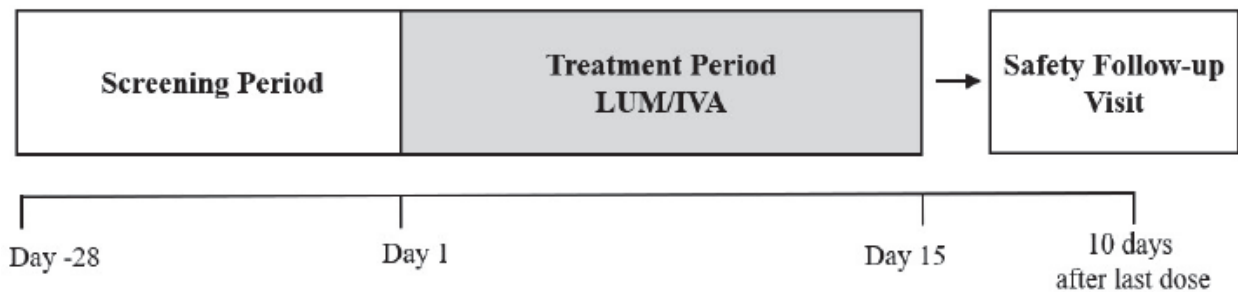 Screening Period
Treatment Period
LUM/IVA
Safety Follow-up
Visit
Day -28
Day 1
Day 15
10 days
after last dose